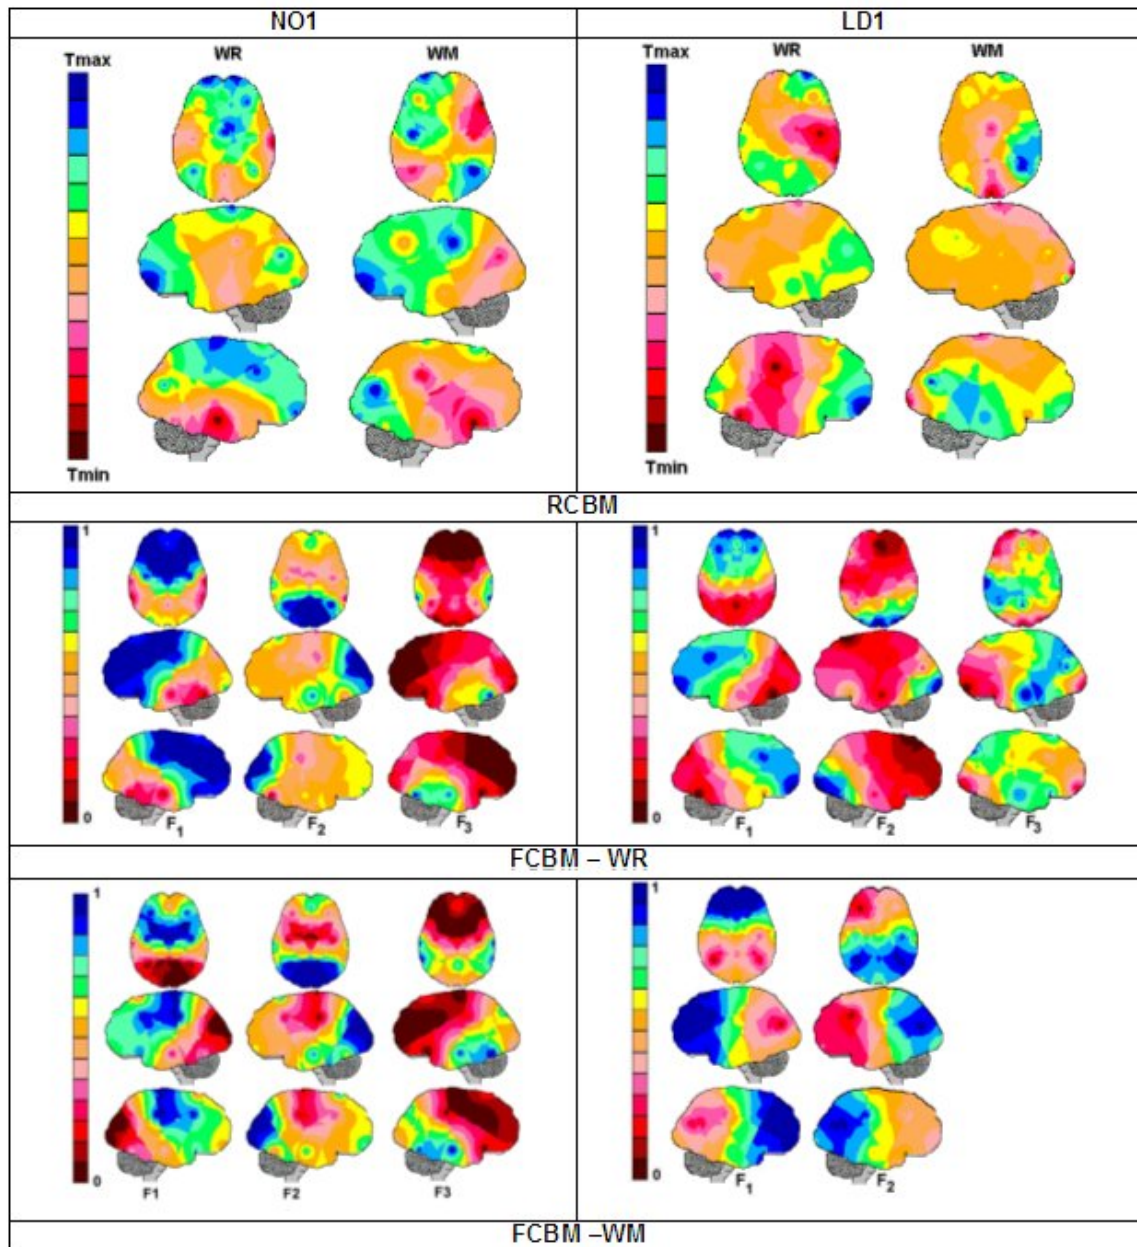 NO1 LD1
Tmax WR WM
Tmin
Tmax WR WM
Tmin
RCBM
1
0
F1 F2 F3
1
0
F1 F2 F3
FCBM – WR
1
0
F1 F2 F3
1
0
F1 F2
FCBM –WM